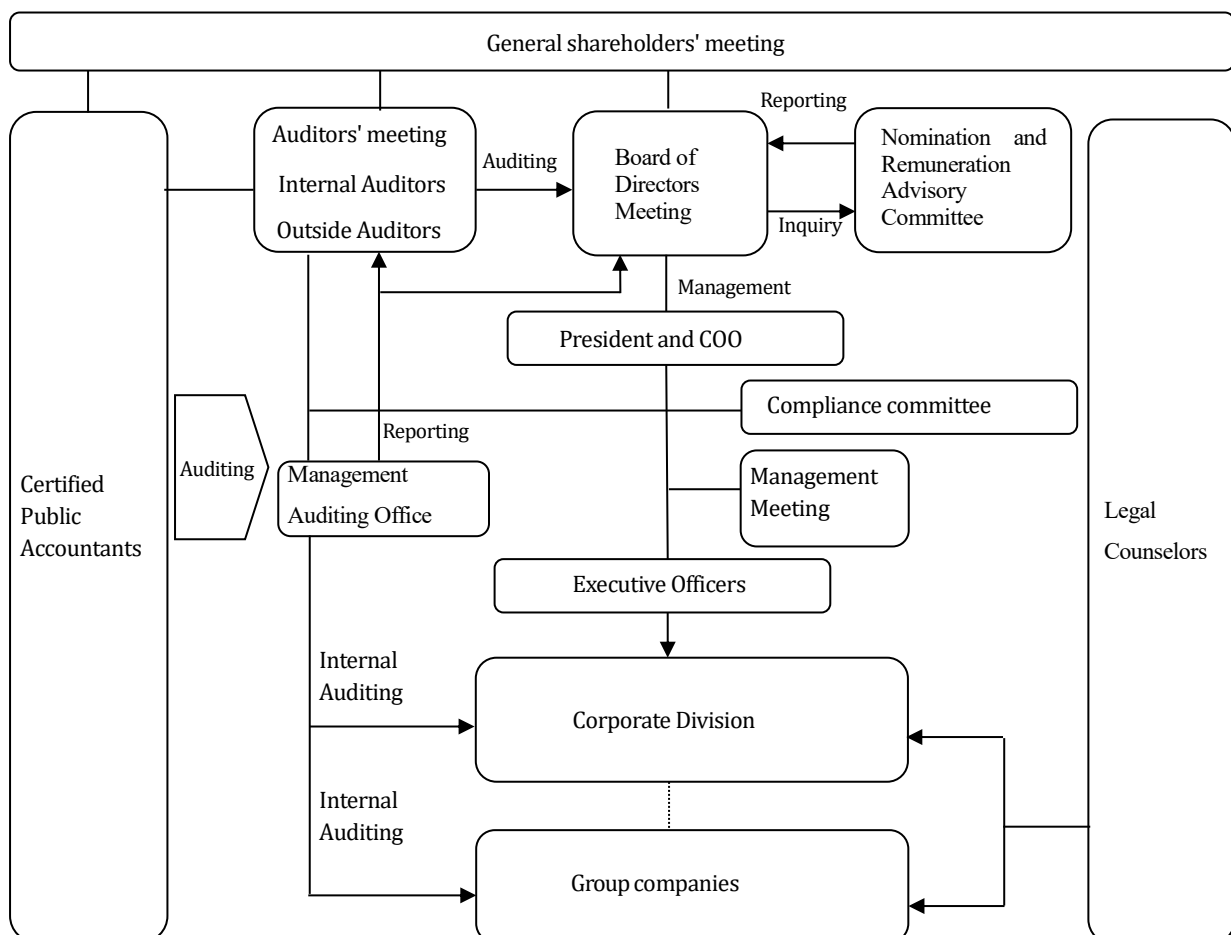 General shareholders' meeting
Reporting
Auditors' meeting
Internal Auditors
Outside Auditors
Auditing
Board of
Directors
Meeting
Nomination and
Remuneration
Advisory
Committee
Inquiry
Management
President and COO
Compliance committee
Reporting
Auditing
Management
Auditing Office
Management
Meeting
Certified
Public
Accountants
Legal
Counselors
Executive Officers
Internal
Auditing
Corporate Division
Internal
Auditing
Group companies